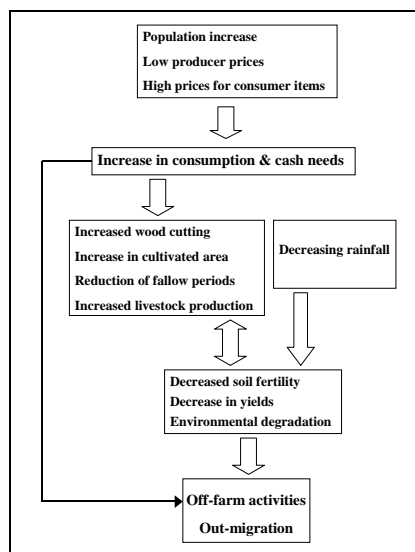 Population increase
Low producer prices
High prices for consumer items
Increase in consumption & cash needs
Increased wood cutting
Increase in cultivated area
Reduction of fallow periods
Increased livestock production
Decreasing rainfall
Decreased soil fertility
Decrease in yields
Environmental degradation
Off-farm activities
Out-migration